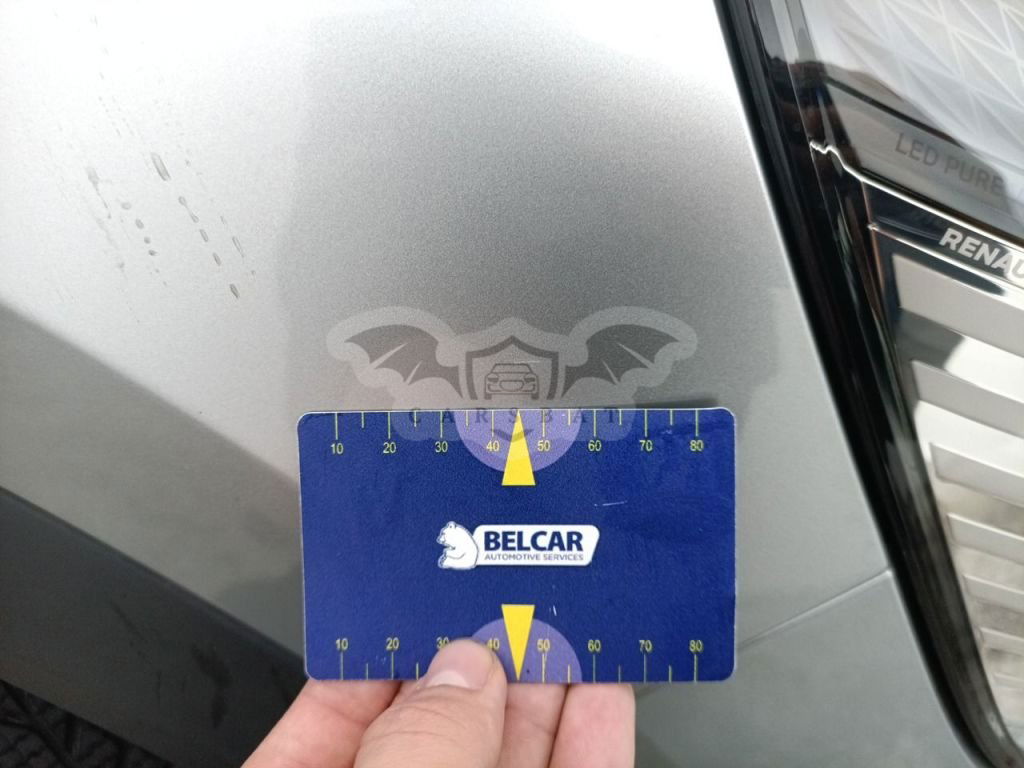 LED PURE
RENAU
CARSBAT
10 20 30 40 50 60 70 80
BELCAR
AUTOMOTIVE SERVICES
10 20 30 40 50 60 70 80